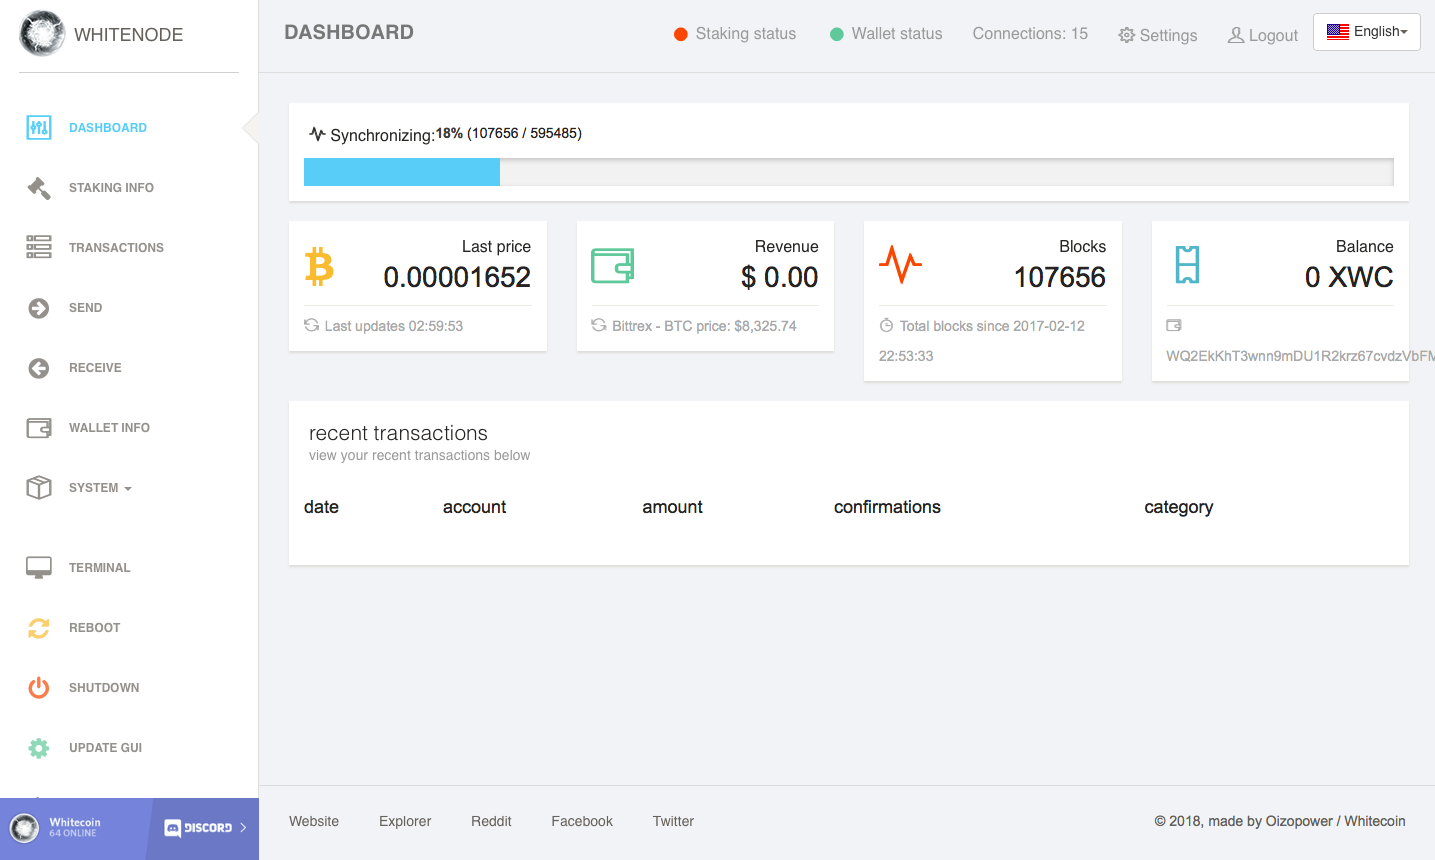 WHITENODE
DASHBOARD
Staking status
Wallet status
Connections: 15
Settings
Logout
English
DASHBOARD
STAKING INFO
TRANSACTIONS
SEND
RECEIVE
WALLET INFO
SYSTEM
TERMINAL
REBOOT
SHUTDOWN
UPDATE GUI
Whitecoin
64 ONLINE
DISCORD
Synchronizing:18% (107656 / 595485)
Last price
0.00001652
Last updates 02:59:53
Revenue
$ 0.00
Bittrex - BTC price: $8,325.74
Blocks
107656
Total blocks since 2017-02-12
22:53:33
Balance
0 XWC
WQ2EkKhT3wnn9mDU1R2krz67cvdzVbFM
recent transactions
view your recent transactions below
date account amount confirmations category
Website Explorer Reddit Facebook Twitter
© 2018, made by Oizopower / Whitecoin